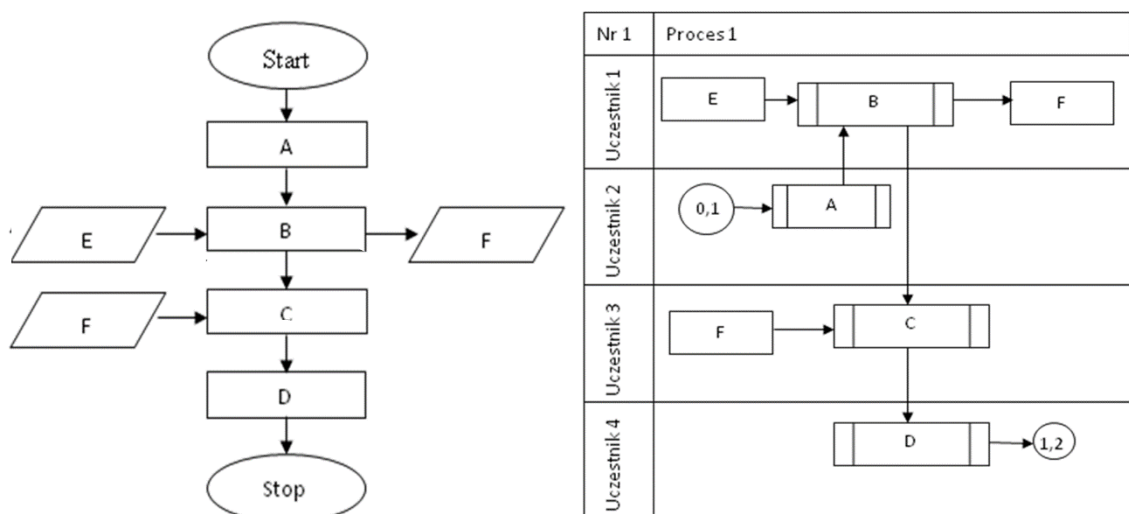 Start
A
E
B
F
F
C
D
Stop
Nr 1
Proces 1
Uczestnik 1
E
B
F
Uczestnik 2
0,1
A
Uczestnik 3
F
C
Uczestnik 4
D
1,2